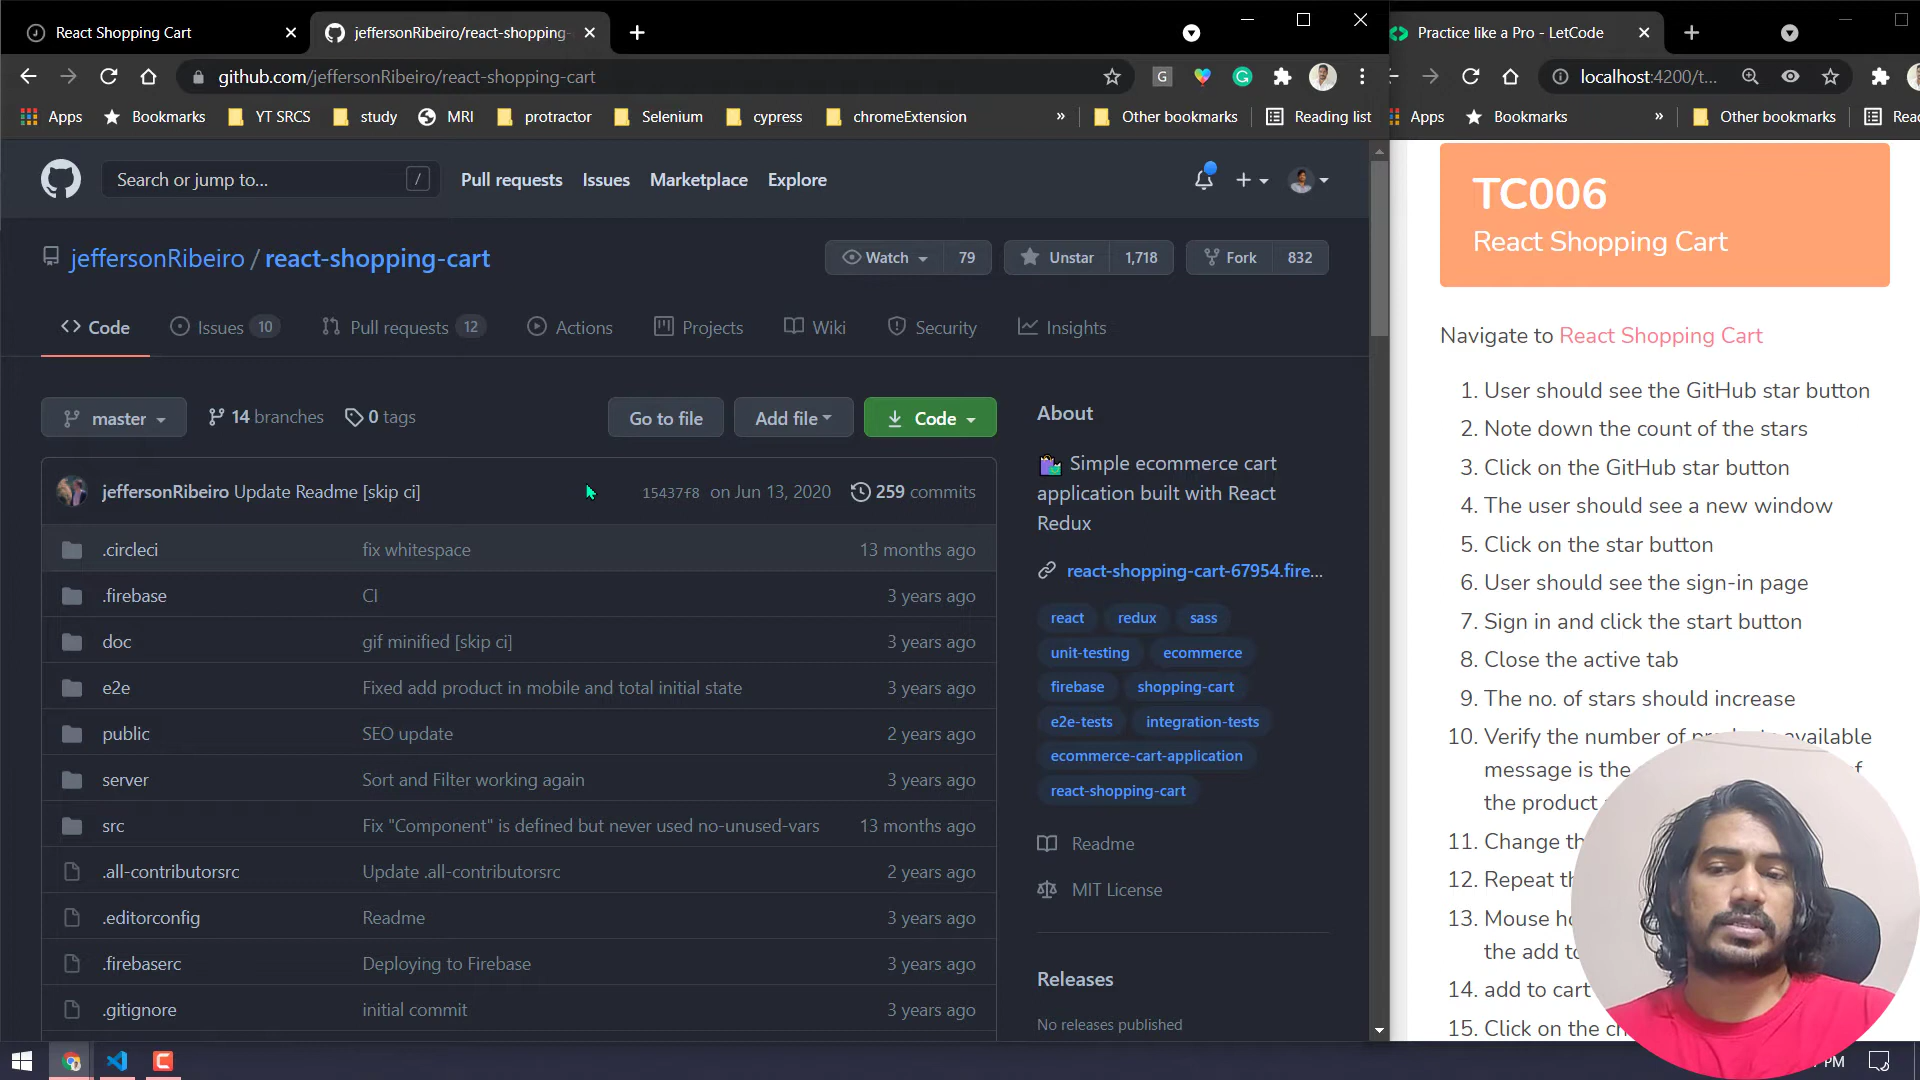 React Shopping Cart
jeffersonRibeiro/react-shopping-
github.com/jeffersonRibeiro/react-shopping-cart
Apps
Bookmarks
YT SRCS
study
MRI
protractor
Selenium
cypress
chromeExtension
»
Other bookmarks
Reading list
Search or jump to...
/
Pull requests
Issues
Marketplace
Explore
jeffersonRibeiro / react-shopping-cart
Watch
79
Unstar
1,718
Fork
832
Code
Issues 10
Pull requests 12
Actions
Projects
Wiki
Security
Insights
master
14 branches
0 tags
Go to file
Add file
Code
jeffersonRibeiro Update Readme [skip ci]
15437f8 on Jun 13, 2020
259 commits
.circleci
fix whitespace
13 months ago
.firebase
CI
3 years ago
doc
gif minified [skip ci]
3 years ago
e2e
Fixed add product in mobile and total initial state
3 years ago
public
SEO update
2 years ago
server
Sort and Filter working again
3 years ago
src
Fix "Component" is defined but never used no-unused-vars
13 months ago
.all-contributorsrc
Update .all-contributorsrc
2 years ago
.editorconfig
Readme
3 years ago
.firebaserc
Deploying to Firebase
3 years ago
.gitignore
initial commit
3 years ago
About
Simple ecommerce cart
application built with React
Redux
react-shopping-cart-67954.fire...
react
redux
sass
unit-testing
ecommerce
firebase
shopping-cart
e2e-tests
integration-tests
ecommerce-cart-application
react-shopping-cart
Readme
MIT License
Releases
No releases published
Practice like a Pro - LetCode
localhost:4200/t...
Apps
Bookmarks
»
Other bookmarks
TC006
React Shopping Cart
Navigate to React Shopping Cart
1. User should see the GitHub star button
2. Note down the count of the stars
3. Click on the GitHub star button
4. The user should see a new window
5. Click on the star button
6. User should see the sign-in page
7. Sign in and click the start button
8. Close the active tab
9. The no. of stars should increase
10. Verify the number of products available
message is the
the product
11. Change
12. Repeat
13. Mouse
the add
14. add to cart
15. Click on the
PM